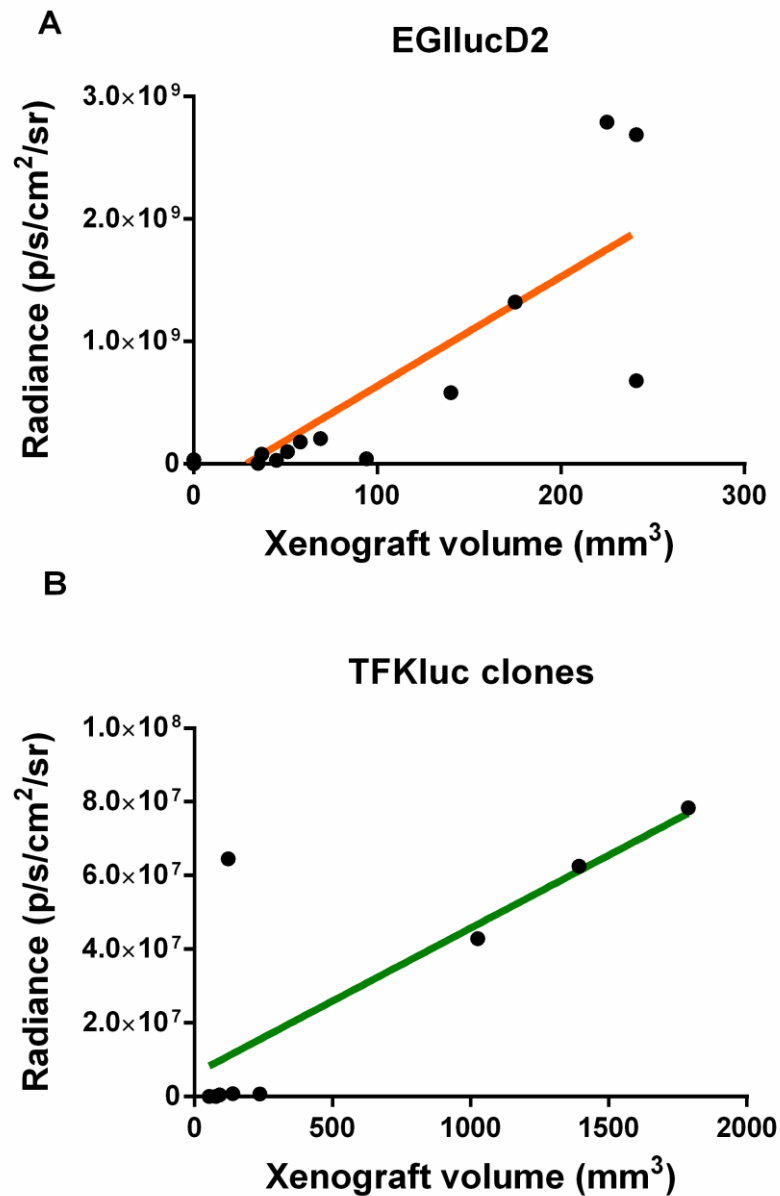 A
EGIlucD2
Radiance (p/s/cm²/sr)
3.0×10⁹
2.0×10⁹
1.0×10⁹
0
0 100 200 300
Xenograft volume (mm³)
B
TFKluc clones
Radiance (p/s/cm²/sr)
1.0×10⁸
8.0×10⁷
6.0×10⁷
4.0×10⁷
2.0×10⁷
0
0 500 1000 1500 2000
Xenograft volume (mm³)